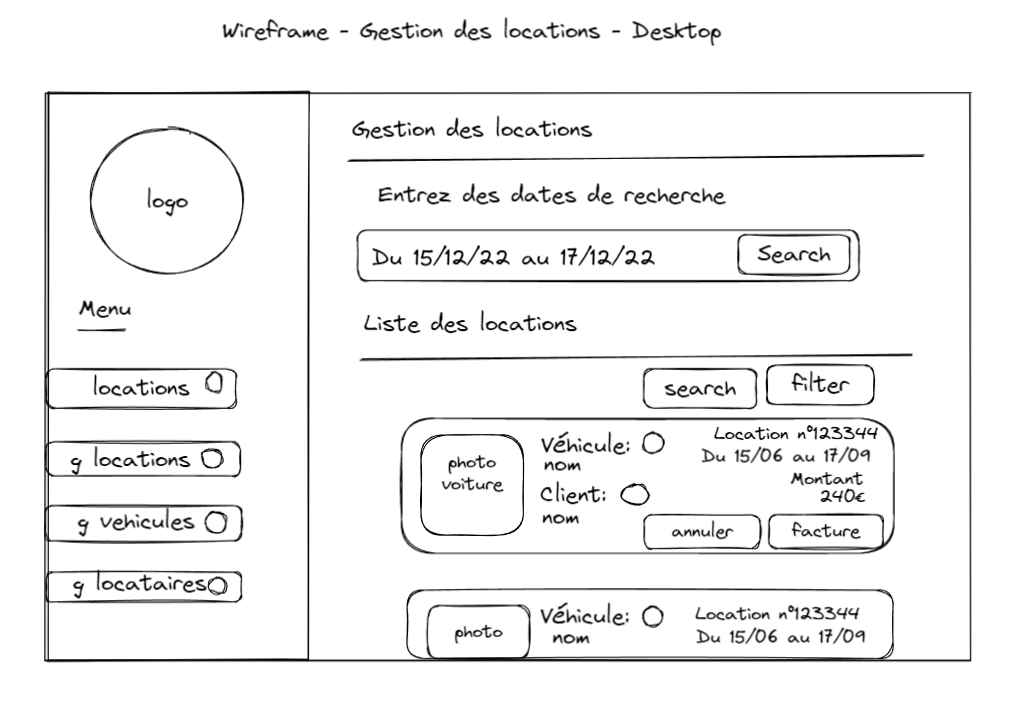 Wireframe - Gestion des locations - Desktop
logo
Menu
locations
g locations
g vehicules
g locataires
Gestion des locations
Entrez des dates de recherche
Du 15/12/22 au 17/12/22
Search
Liste des locations
search
filter
photo
voiture
Véhicule:
nom
Client:
nom
Location n°123344
Du 15/06 au 17/09
Montant
240€
annuler
facture
photo
Véhicule:
nom
Location n°123344
Du 15/06 au 17/09